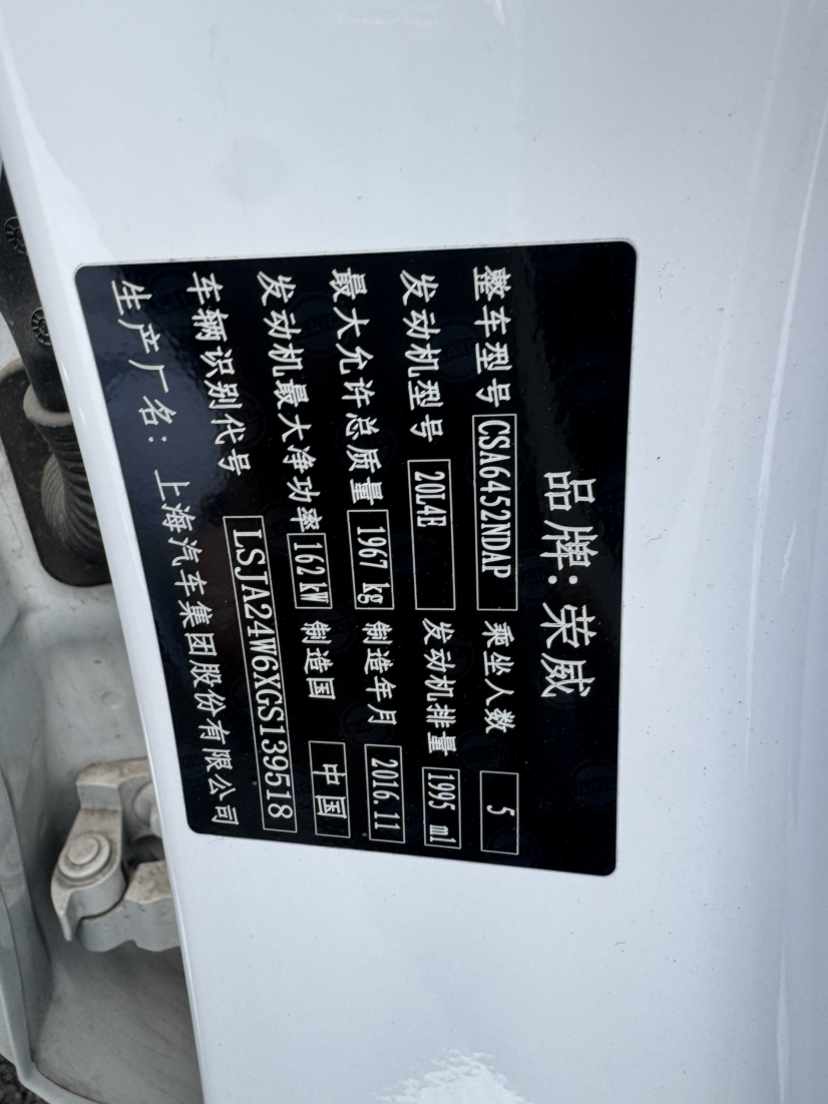 品牌: 荣威
整车型号 CSA6452NDAP 乘坐人数 5
发动机型号 20L4E 发动机排量 1995 ml
最大允许总质量 1967 kg 制造年月 2016.11
发动机最大净功率 162 kW 制造国 中国
车辆识别代号 LSJA24W6XGS139518
生产厂名: 上海汽车集团股份有限公司